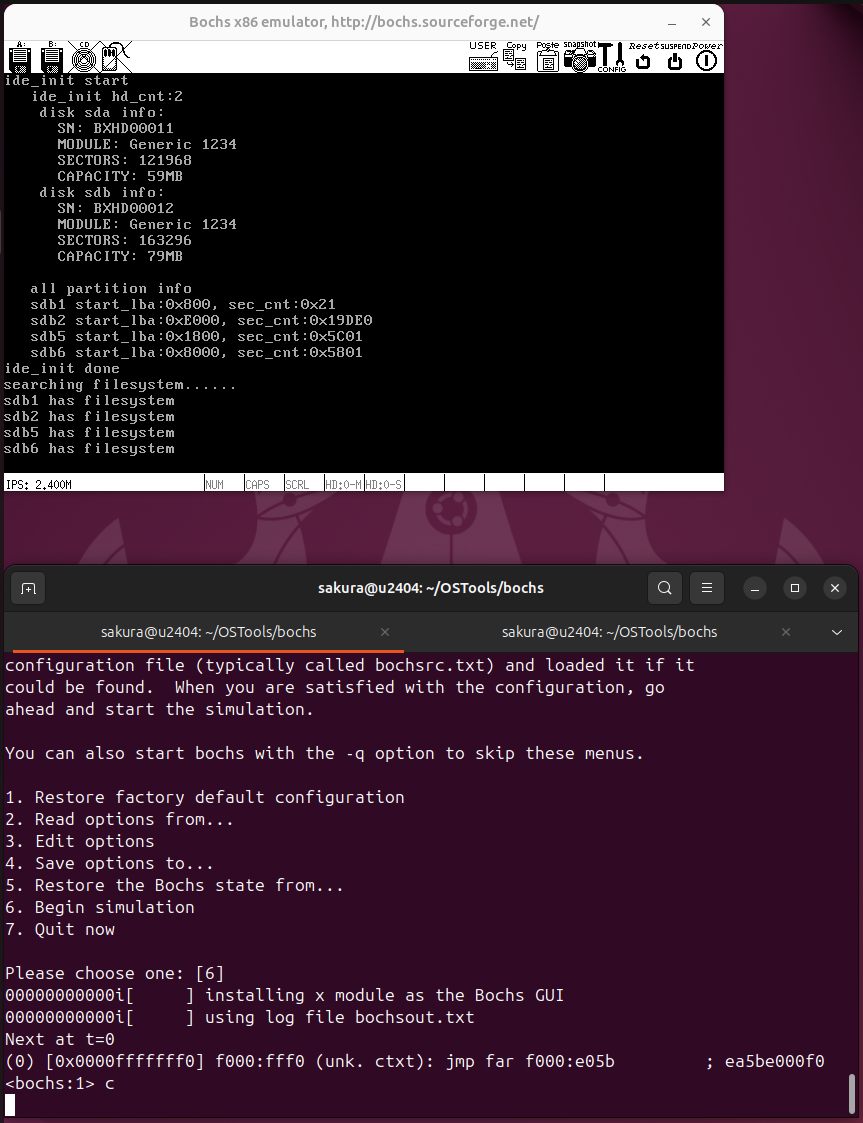 Bochs x86 emulator, http://bochs.sourceforge.net/
A: B: CD USER Copy Paste snapshot CONFIG Reset SUSPEND Power
ide_init start
ide_init hd_cnt:2
disk sda info:
SN: BXHD00011
MODULE: Generic 1234
SECTORS: 121968
CAPACITY: 59MB
disk sdb info:
SN: BXHD00012
MODULE: Generic 1234
SECTORS: 163296
CAPACITY: 79MB
all partition info
sdb1 start_lba:0x800, sec_cnt:0x21
sdb2 start_lba:0xE000, sec_cnt:0x19DE0
sdb5 start_lba:0x1800, sec_cnt:0x5C01
sdb6 start_lba:0x8000, sec_cnt:0x5801
ide_init done
searching filesystem......
sdb1 has filesystem
sdb2 has filesystem
sdb5 has filesystem
sdb6 has filesystem
IPS: 2.400M NUM CAPS SCRL HD:0-M HD:0-S
sakura@u2404: ~/OSTools/bochs
sakura@u2404: ~/OSTools/bochs sakura@u2404: ~/OSTools/bochs
configuration file (typically called bochsrc.txt) and loaded it if it
could be found.  When you are satisfied with the configuration, go
ahead and start the simulation.
You can also start bochs with the -q option to skip these menus.
1. Restore factory default configuration
2. Read options from...
3. Edit options
4. Save options to...
5. Restore the Bochs state from...
6. Begin simulation
7. Quit now
Please choose one: [6]
00000000000i[      ] installing x module as the Bochs GUI
00000000000i[      ] using log file bochsout.txt
Next at t=0
(0) [0x0000fffffff0] f000:fff0 (unk. ctxt): jmp far f000:e05b         ; ea5be000f0
<bochs:1> c